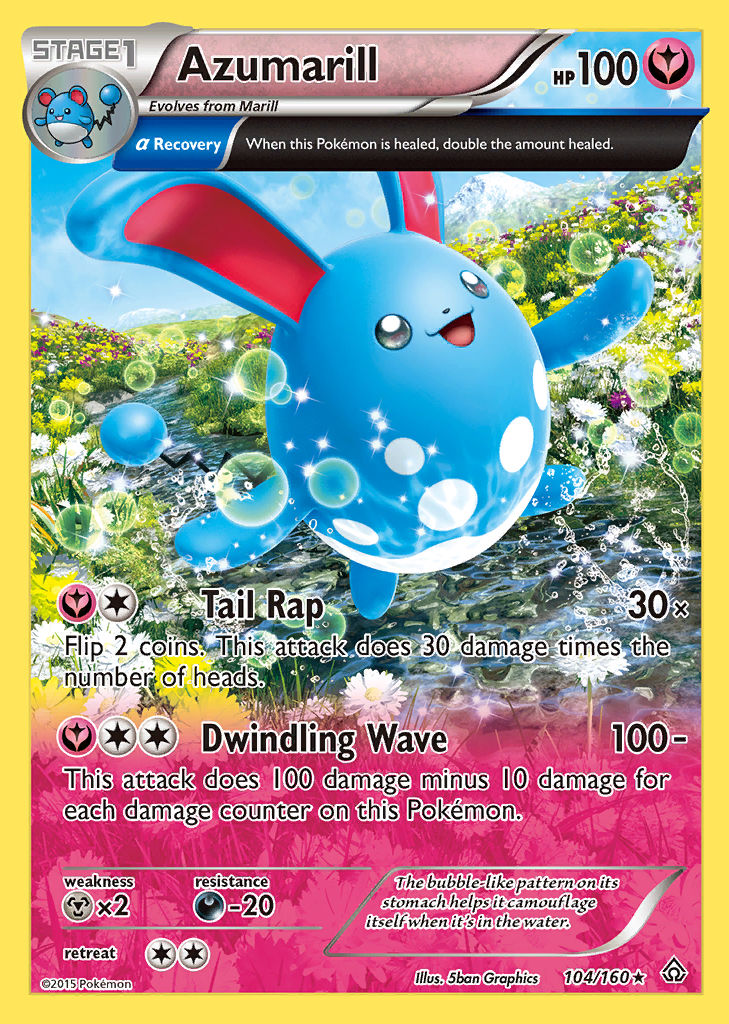 STAGE1
Azumarill
HP100
Evolves from Marill
α Recovery
When this Pokémon is healed, double the amount healed.
Tail Rap
30×
Flip 2 coins. This attack does 30 damage times the
number of heads.
Dwindling Wave
100-
This attack does 100 damage minus 10 damage for
each damage counter on this Pokémon.
weakness
×2
resistance
-20
retreat
The bubble-like pattern on its
stomach helps it camouflage
itself when it's in the water.
©2015 Pokémon
Illus. 5ban Graphics
104/160★